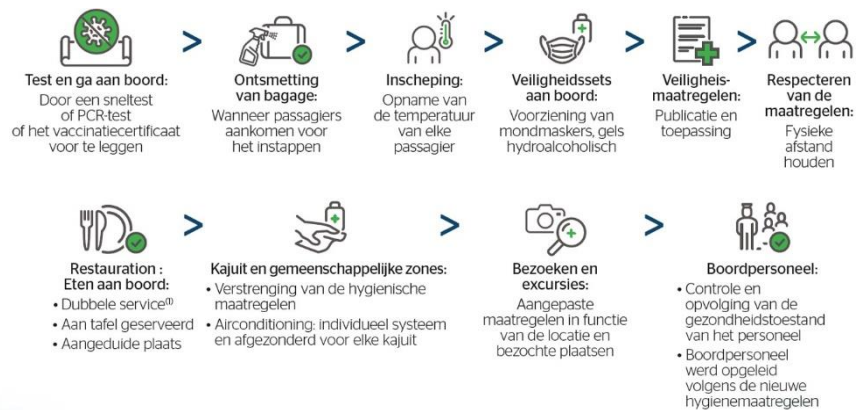 Test en ga aan boord:
Door een sneltest
of PCR-test
of het vaccinatiecertificaat
voor te leggen
>
Ontsmetting
van bagage:
Wanneer passagiers
aankomen voor
het instappen
>
Inscheping:
Opname van
de temperatuur
van elke
passagier
>
Veiligheidssets
aan boord:
Voorziening van
mondmaskers, gels
hydroalcoholisch
>
Veiligheis-
maatregelen:
Publicatie en
toepassing
>
Respecteren
van de
maatregelen:
Fysieke
afstand
houden
Restauration :
Eten aan boord:
• Dubbele service(1)
• Aan tafel geserveerd
• Aangeduide plaats
>
Kajuit en gemeenschappelijke zones:
• Verstrenging van de hygienische
maatregelen
• Airconditioning: individueel systeem
en afgezonderd voor elke kajuit
>
Bezoeken en
excursies:
Aangepaste
maatregelen in functie
van de locatie en
bezochte plaatsen
>
Boordpersoneel:
• Controle en
opvolging van de
gezondheidstoestand
van het personeel
• Boordpersoneel
werd opgeleid
volgens de nieuwe
hygienemaatregelen